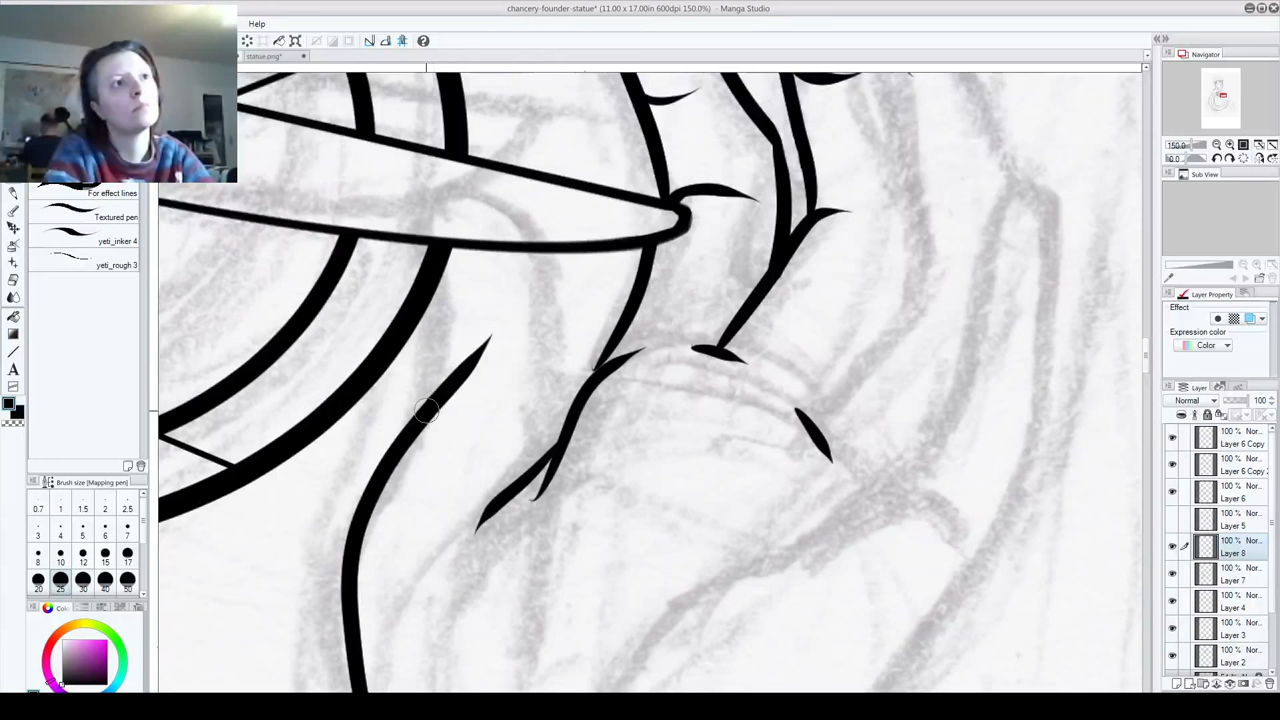 chancery-founder-statue* (11.00 x 17.00in 600dpi 150.0%) - Manga Studio
Help
statue.png*
Navigator
150.0
0.0
Sub View
For effect lines
Textured pen
yeti_inker 4
yeti_rough 3
Layer Property
Effect
Expression color
Color
Layer
Normal
100
100 % Nor...
Layer 6 Copy
100 % Nor...
Layer 6 Copy
100 % Nor...
Layer 6
100 % Nor...
Layer 5
100 % Nor...
Layer 8
100 % Nor...
Layer 7
100 % Nor...
Layer 4
100 % Nor...
Layer 3
100 % Nor...
Layer 2
Brush size [Mapping pen]
0.7 1 1.5 2 2.5
3 4 5 6 7
8 10 12 15 17
20 25 30 40 50